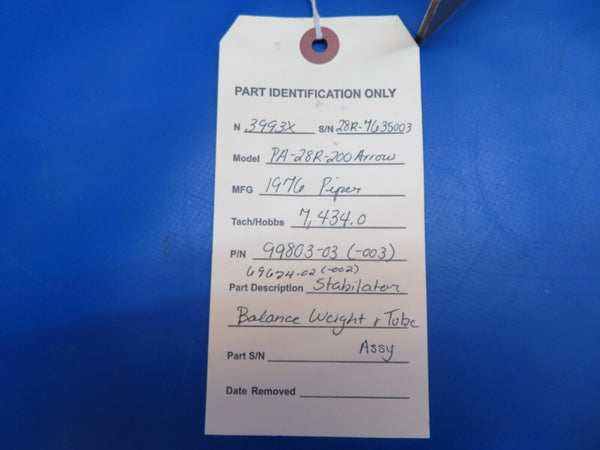 PART IDENTIFICATION ONLY
N 3993X S/N 28R-7635003
Model PA-28R-200 Arrow
MFG 1976 Piper
Tach/Hobbs 7,434.0
P/N 99803-03 (-003)
69624-02 (-002)
Part Description Stabilator
Balance Weight & Tube
Part S/N Assy
Date Removed